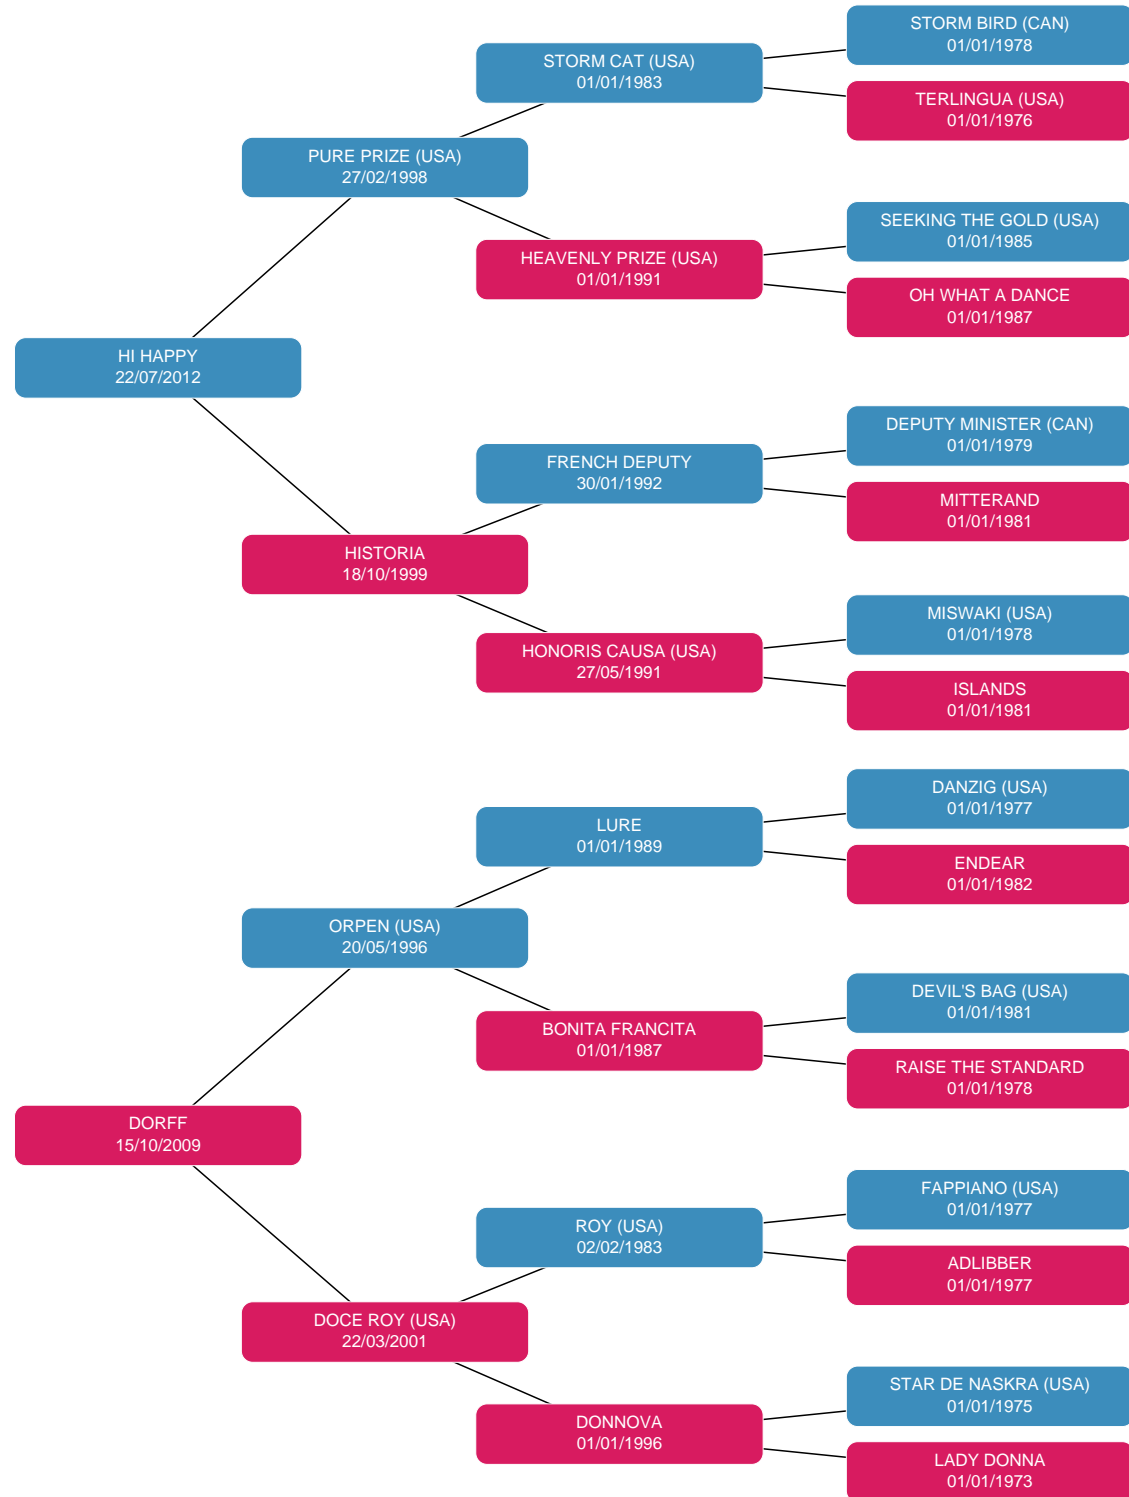 STORM BIRD (CAN)
01/01/1978
STORM CAT (USA)
01/01/1983
TERLINGUA (USA)
01/01/1976
PURE PRIZE (USA)
27/02/1998
SEEKING THE GOLD (USA)
01/01/1985
HEAVENLY PRIZE (USA)
01/01/1991
OH WHAT A DANCE
01/01/1987
HI HAPPY
22/07/2012
DEPUTY MINISTER (CAN)
01/01/1979
FRENCH DEPUTY
30/01/1992
MITTERAND
01/01/1981
HISTORIA
18/10/1999
MISWAKI (USA)
01/01/1978
HONORIS CAUSA (USA)
27/05/1991
ISLANDS
01/01/1981
DANZIG (USA)
01/01/1977
LURE
01/01/1989
ENDEAR
01/01/1982
ORPEN (USA)
20/05/1996
DEVIL'S BAG (USA)
01/01/1981
BONITA FRANCITA
01/01/1987
RAISE THE STANDARD
01/01/1978
DORFF
15/10/2009
FAPPIANO (USA)
01/01/1977
ROY (USA)
02/02/1983
ADLIBBER
01/01/1977
DOCE ROY (USA)
22/03/2001
STAR DE NASKRA (USA)
01/01/1975
DONNOVA
01/01/1996
LADY DONNA
01/01/1973